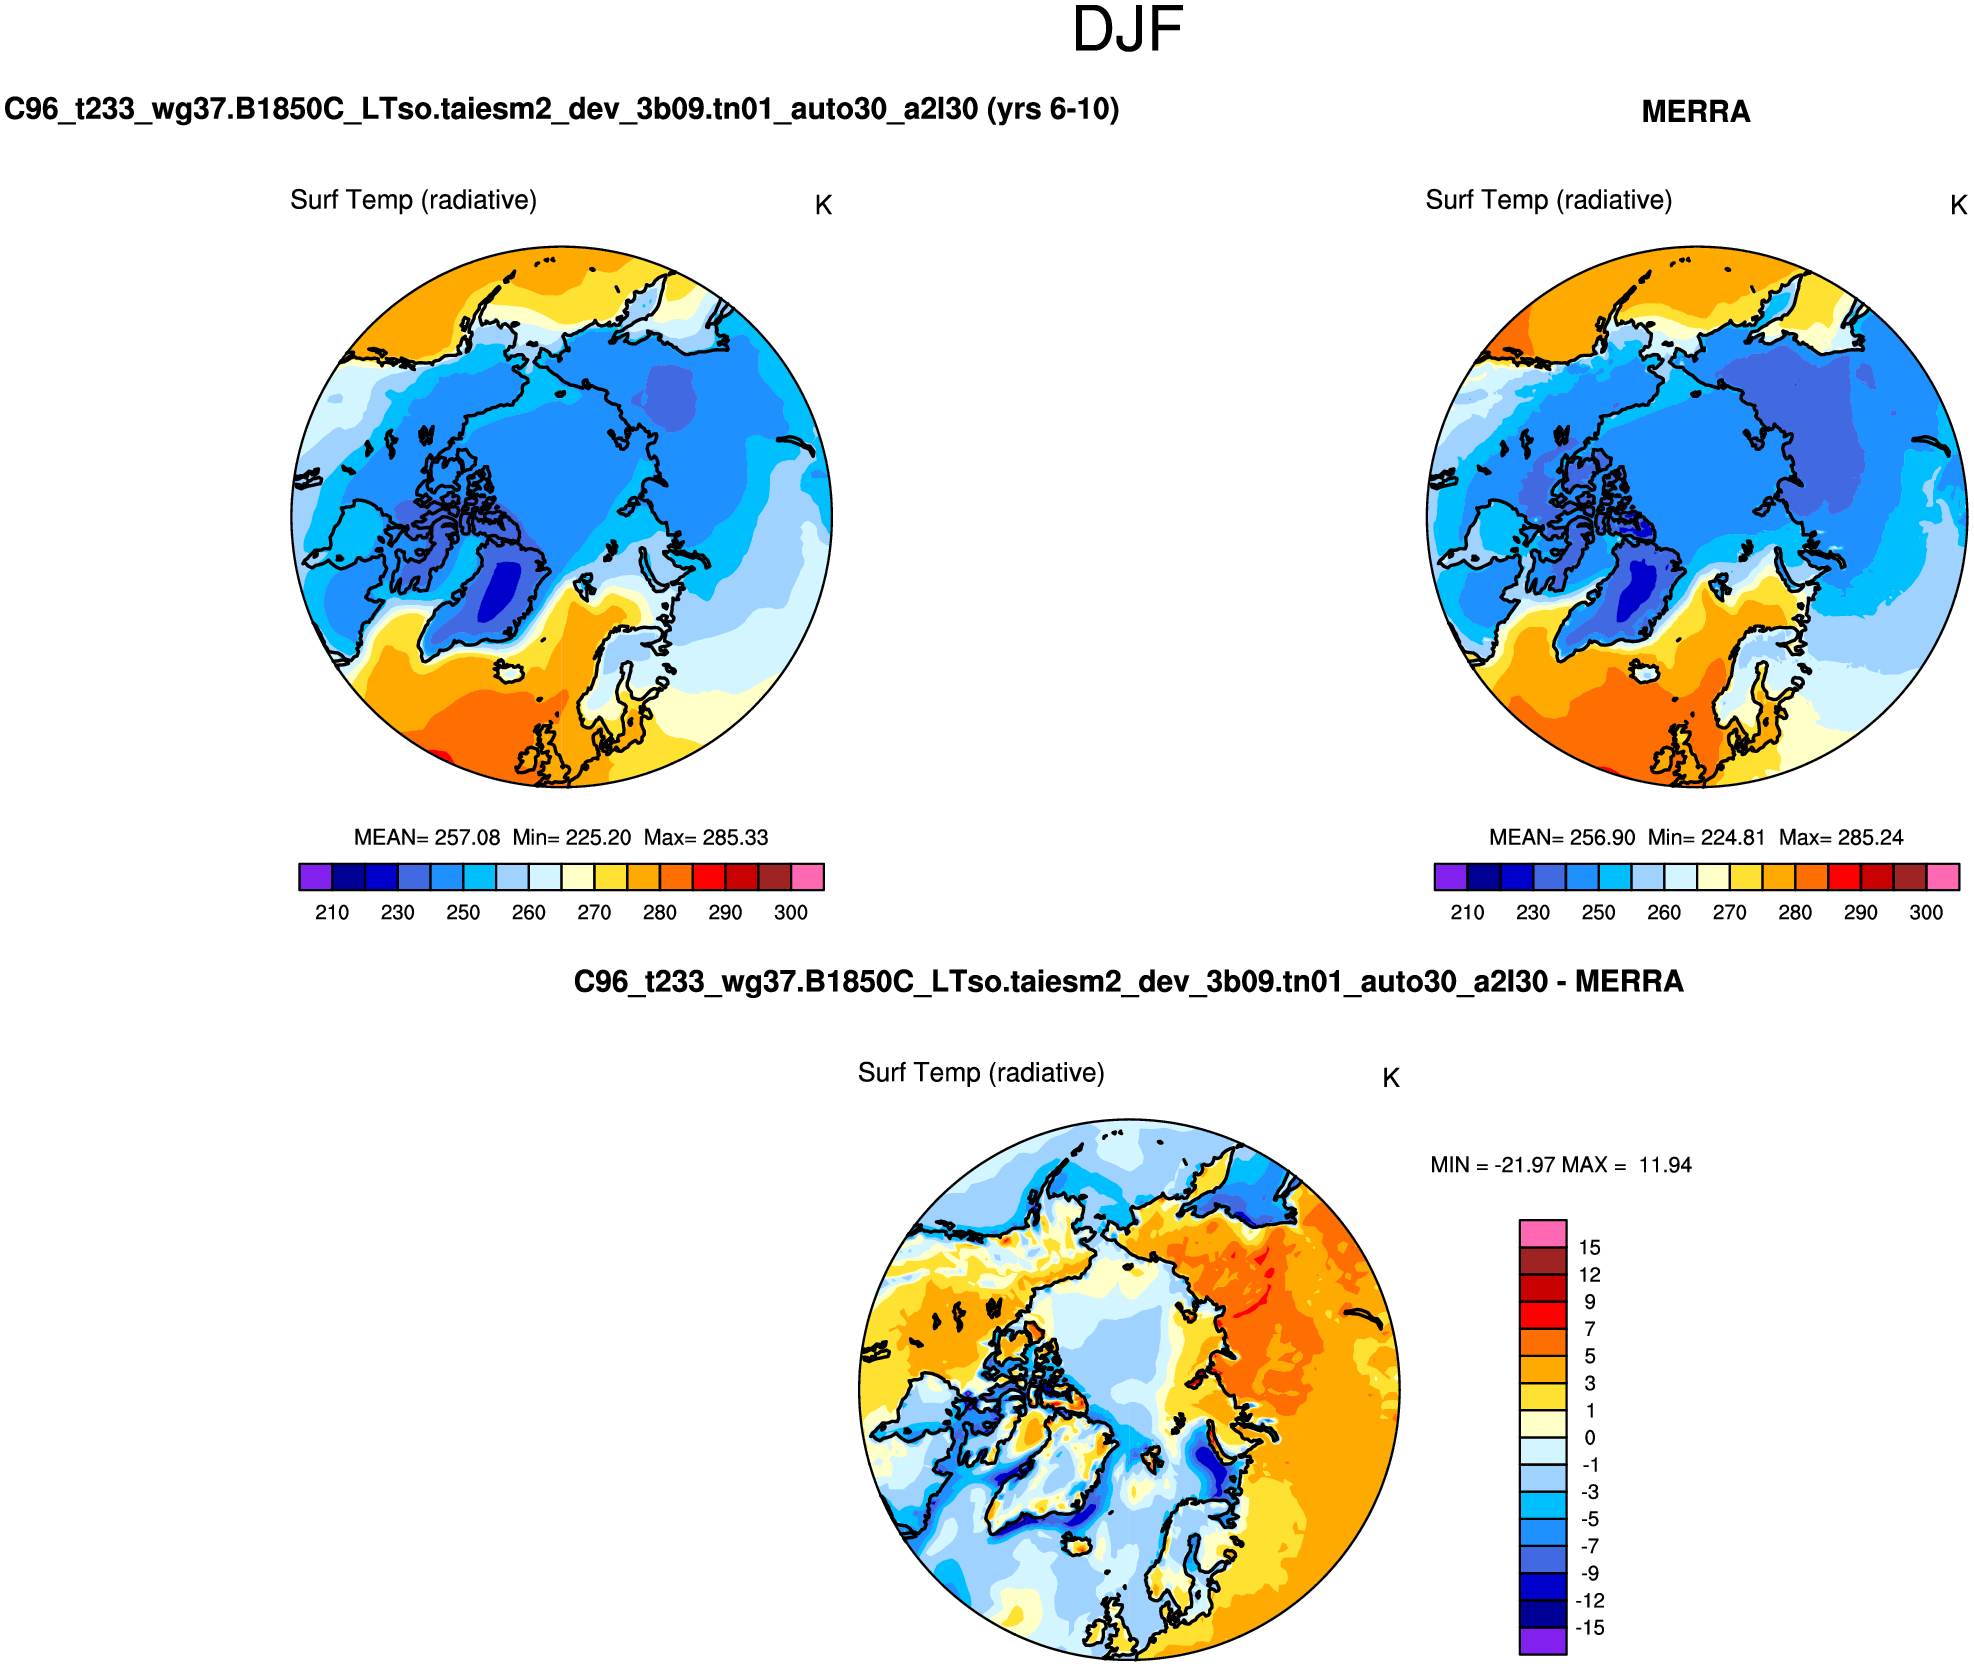 DJF
C96_t233_wg37.B1850C_LTso.taiesm2_dev_3b09.tn01_auto30_a2l30 (yrs 6-10)
MERRA
Surf Temp (radiative) K
Surf Temp (radiative) K
MEAN= 257.08 Min= 225.20 Max= 285.33
MEAN= 256.90 Min= 224.81 Max= 285.24
210 230 250 260 270 280 290 300
210 230 250 260 270 280 290 300
C96_t233_wg37.B1850C_LTso.taiesm2_dev_3b09.tn01_auto30_a2l30 - MERRA
Surf Temp (radiative) K
MIN = -21.97 MAX = 11.94
15
12
9
7
5
3
1
0
-1
-3
-5
-7
-9
-12
-15